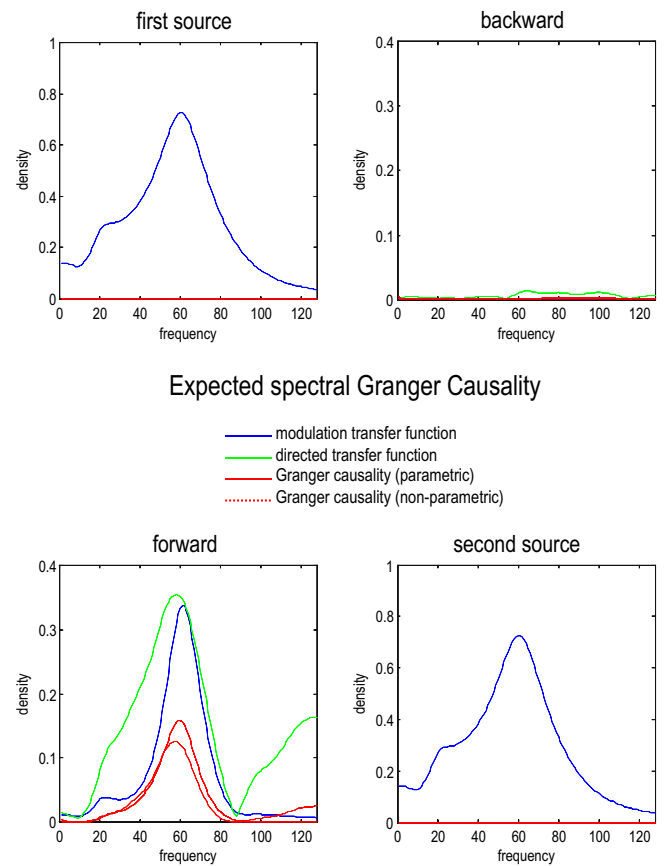 first source
1
0.8
0.6
0.4
0.2
0
density
0 20 40 60 80 100 120
frequency
backward
0.4
0.3
0.2
0.1
0
density
0 20 40 60 80 100 120
frequency
Expected spectral Granger Causality
modulation transfer function
directed transfer function
Granger causality (parametric)
Granger causality (non-parametric)
forward
0.4
0.3
0.2
0.1
0
density
0 20 40 60 80 100 120
frequency
second source
1
0.8
0.6
0.4
0.2
0
density
0 20 40 60 80 100 120
frequency